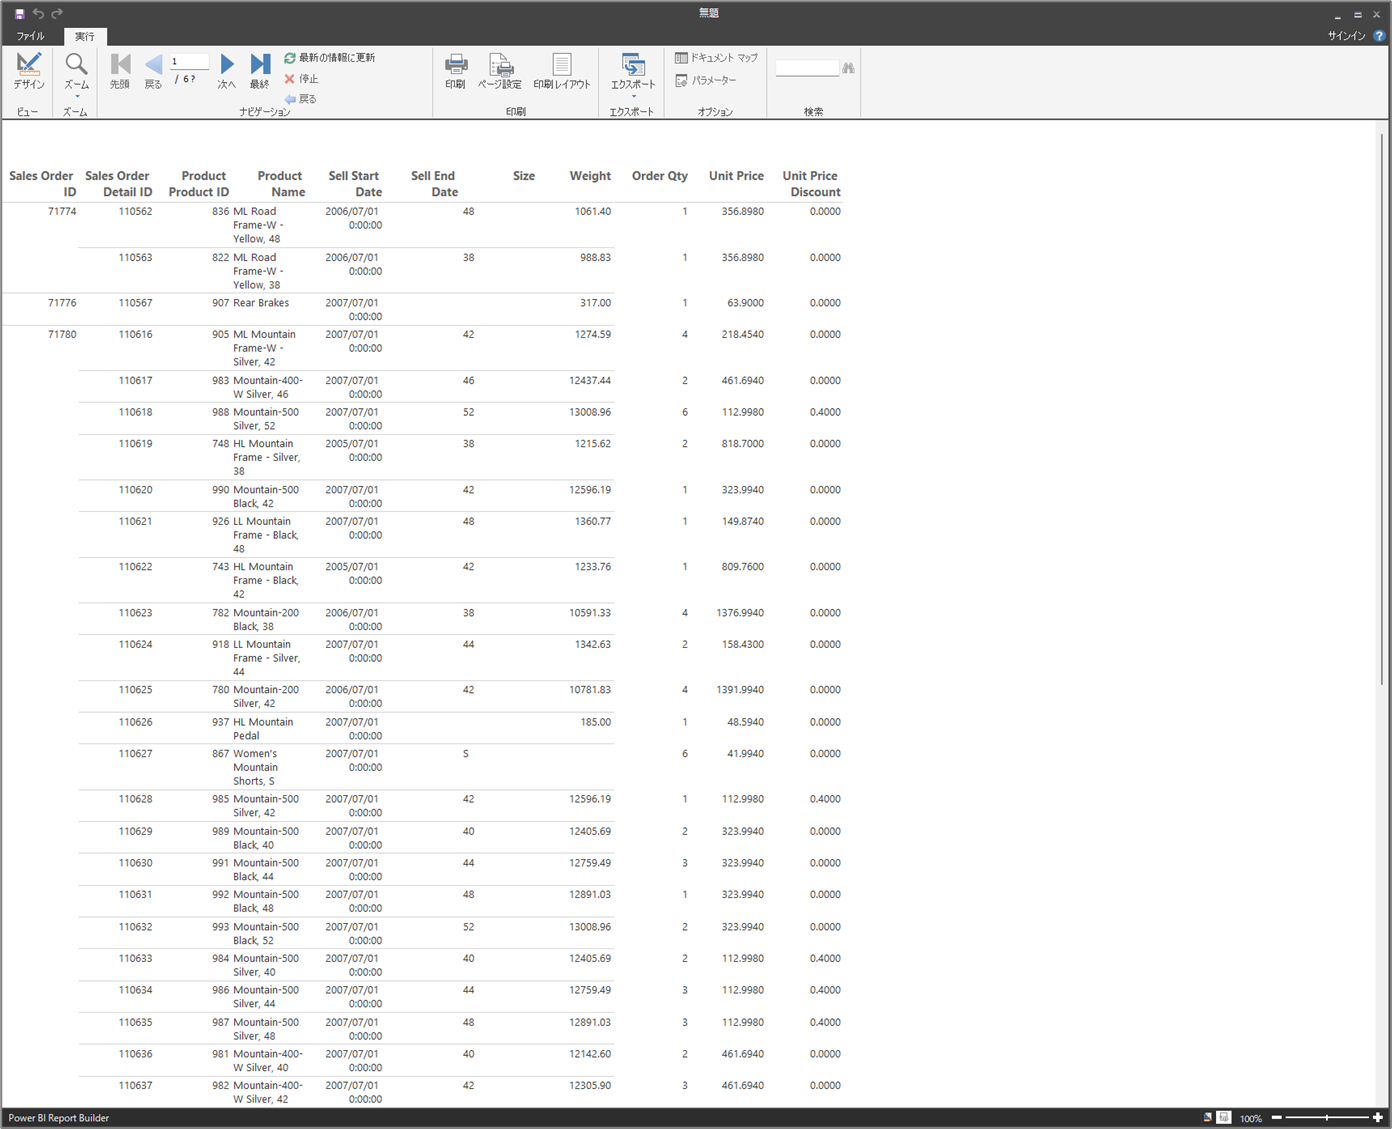 無題
ファイル 実行 サインイン
デザイン ズーム 先頭 戻る 1 / 6 ? 次へ 最終 最新の情報に更新 停止 戻る 印刷 ページ設定 印刷レイアウト エクスポート ドキュメント マップ パラメーター
ビュー ズーム ナビゲーション 印刷 エクスポート オプション 検索
Sales Order Sales Order Product Product Sell Start Sell End Size Weight Order Qty Unit Price Unit Price
ID Detail ID Product ID Name Date Date Discount
71774 110562 836 ML Road 2006/07/01 48 1061.40 1 356.8980 0.0000
Frame-W - 0:00:00
Yellow, 48
110563 822 ML Road 2006/07/01 38 988.83 1 356.8980 0.0000
Frame-W - 0:00:00
Yellow, 38
71776 110567 907 Rear Brakes 2007/07/01 317.00 1 63.9000 0.0000
0:00:00
71780 110616 905 ML Mountain 2007/07/01 42 1274.59 4 218.4540 0.0000
Frame-W - 0:00:00
Silver, 42
110617 983 Mountain-400- 2007/07/01 46 12437.44 2 461.6940 0.0000
W Silver, 46 0:00:00
110618 988 Mountain-500 2007/07/01 52 13008.96 6 112.9980 0.4000
Silver, 52 0:00:00
110619 748 HL Mountain 2005/07/01 38 1215.62 2 818.7000 0.0000
Frame - Silver, 0:00:00
38
110620 990 Mountain-500 2007/07/01 42 12596.19 1 323.9940 0.0000
Black, 42 0:00:00
110621 926 LL Mountain 2007/07/01 48 1360.77 1 149.8740 0.0000
Frame - Black, 0:00:00
48
110622 743 HL Mountain 2005/07/01 42 1233.76 1 809.7600 0.0000
Frame - Black, 0:00:00
42
110623 782 Mountain-200 2006/07/01 38 10591.33 4 1376.9940 0.0000
Black, 38 0:00:00
110624 918 LL Mountain 2007/07/01 44 1342.63 2 158.4300 0.0000
Frame - Silver, 0:00:00
44
110625 780 Mountain-200 2006/07/01 42 10781.83 4 1391.9940 0.0000
Silver, 42 0:00:00
110626 937 HL Mountain 2007/07/01 185.00 1 48.5940 0.0000
Pedal 0:00:00
110627 867 Women's 2007/07/01 S 6 41.9940 0.0000
Mountain 0:00:00
Shorts, S
110628 985 Mountain-500 2007/07/01 42 12596.19 1 112.9980 0.4000
Silver, 42 0:00:00
110629 989 Mountain-500 2007/07/01 40 12405.69 2 323.9940 0.0000
Black, 40 0:00:00
110630 991 Mountain-500 2007/07/01 44 12759.49 3 323.9940 0.0000
Black, 44 0:00:00
110631 992 Mountain-500 2007/07/01 48 12891.03 1 323.9940 0.0000
Black, 48 0:00:00
110632 993 Mountain-500 2007/07/01 52 13008.96 2 323.9940 0.0000
Black, 52 0:00:00
110633 984 Mountain-500 2007/07/01 40 12405.69 2 112.9980 0.4000
Silver, 40 0:00:00
110634 986 Mountain-500 2007/07/01 44 12759.49 3 112.9980 0.4000
Silver, 44 0:00:00
110635 987 Mountain-500 2007/07/01 48 12891.03 3 112.9980 0.4000
Silver, 48 0:00:00
110636 981 Mountain-400- 2007/07/01 40 12142.60 2 461.6940 0.0000
W Silver, 40 0:00:00
110637 982 Mountain-400- 2007/07/01 42 12305.90 3 461.6940 0.0000
W Silver, 42 0:00:00
Power BI Report Builder 100%